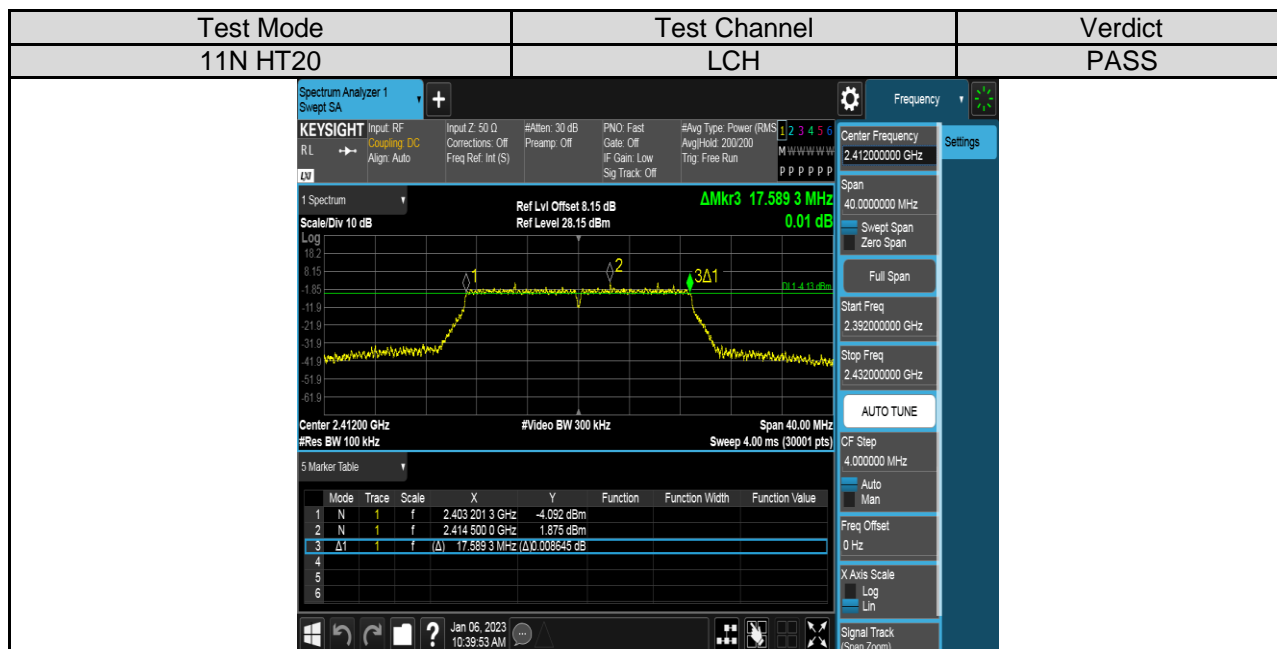 Test Mode Test Channel Verdict
11N HT20 LCH PASS
Spectrum Analyzer 1
Swept SA
+
Frequency
KEYSIGHT
RL
LXI
Input: RF
Coupling: DC
Align: Auto
Input Z: 50 Ω
Corrections: Off
Freq Ref: Int (S)
#Atten: 30 dB
Preamp: Off
PNO: Fast
Gate: Off
IF Gain: Low
Sig Track: Off
#Avg Type: Power (RMS
Avg|Hold: 200/200
Trig: Free Run
1 2 3 4 5 6
M W W W W W
P P P P P P
1 Spectrum
Scale/Div 10 dB
Ref Lvl Offset 8.15 dB
Ref Level 28.15 dBm
ΔMkr3 17.589 3 MHz
0.01 dB
Log
18.2
8.15
-1.85
-11.9
-21.9
-31.9
-41.9
-51.9
-61.9
1
2
3Δ1
DL1 -4.13 dBm
Center 2.41200 GHz #Video BW 300 kHz Span 40.00 MHz
#Res BW 100 kHz Sweep 4.00 ms (30001 pts)
5 Marker Table
Mode Trace Scale X Y Function Function Width Function Value
1 N 1 f 2.403 201 3 GHz -4.092 dBm
2 N 1 f 2.414 500 0 GHz 1.875 dBm
3 Δ1 1 f (Δ) 17.589 3 MHz (Δ)0.008645 dB
4
5
6
?
Jan 06, 2023
10:39:53 AM
Center Frequency
2.412000000 GHz
Span
40.0000000 MHz
Swept Span
Zero Span
Full Span
Start Freq
2.392000000 GHz
Stop Freq
2.432000000 GHz
AUTO TUNE
CF Step
4.000000 MHz
Auto
Man
Freq Offset
0 Hz
X Axis Scale
Log
Lin
Signal Track
(Span Zoom)
Settings